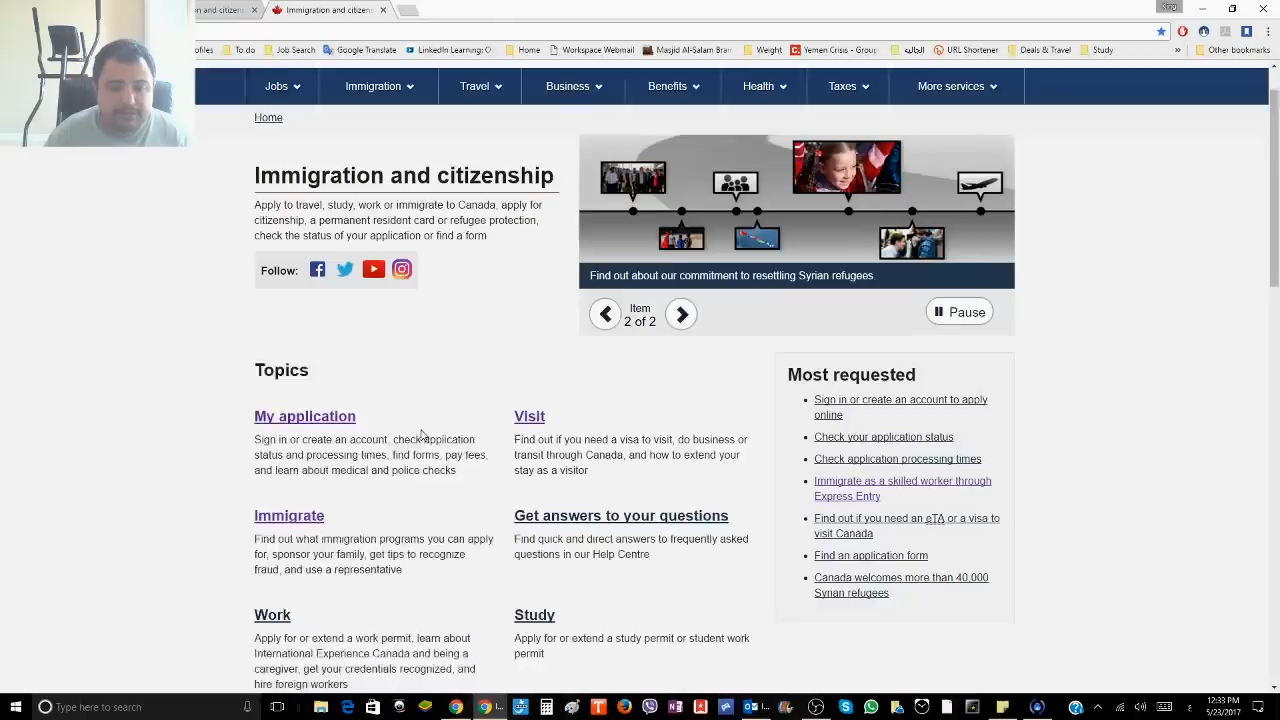 Immigration and citizen
King
To do
Job Search
Google Translate
LinkedIn Learning: O
Home
Workspace Webmail
Masjid Al-Salam Bran
Weight
Yemen Crisis - Group
URL Shortener
Deals & Travel
Study
»
Other bookmarks
Jobs
Immigration
Travel
Business
Benefits
Health
Taxes
More services
Home
Immigration and citizenship
Apply to travel, study, work or immigrate to Canada, apply for
citizenship, a permanent resident card or refugee protection,
check the status of your application or find a form
Follow:
Find out about our commitment to resettling Syrian refugees.
Item
2 of 2
Pause
Topics
My application
Sign in or create an account, check application
status and processing times, find forms, pay fees,
and learn about medical and police checks
Visit
Find out if you need a visa to visit, do business or
transit through Canada, and how to extend your
stay as a visitor
Immigrate
Find out what immigration programs you can apply
for, sponsor your family, get tips to recognize
fraud, and use a representative
Get answers to your questions
Find quick and direct answers to frequently asked
questions in our Help Centre
Work
Apply for or extend a work permit, learn about
International Experience Canada and being a
caregiver, get your credentials recognized, and
hire foreign workers
Study
Apply for or extend a study permit or student work
permit
Most requested
Sign in or create an account to apply
online
Check your application status
Check application processing times
Immigrate as a skilled worker through
Express Entry
Find out if you need an eTA or a visa to
visit Canada
Find an application form
Canada welcomes more than 40,000
Syrian refugees
Type here to search
12:33 PM
5/23/2017